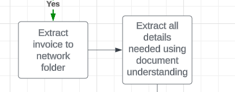 Yes
Extract
invoice to
network
folder
Extract all
details
needed using
document
understanding